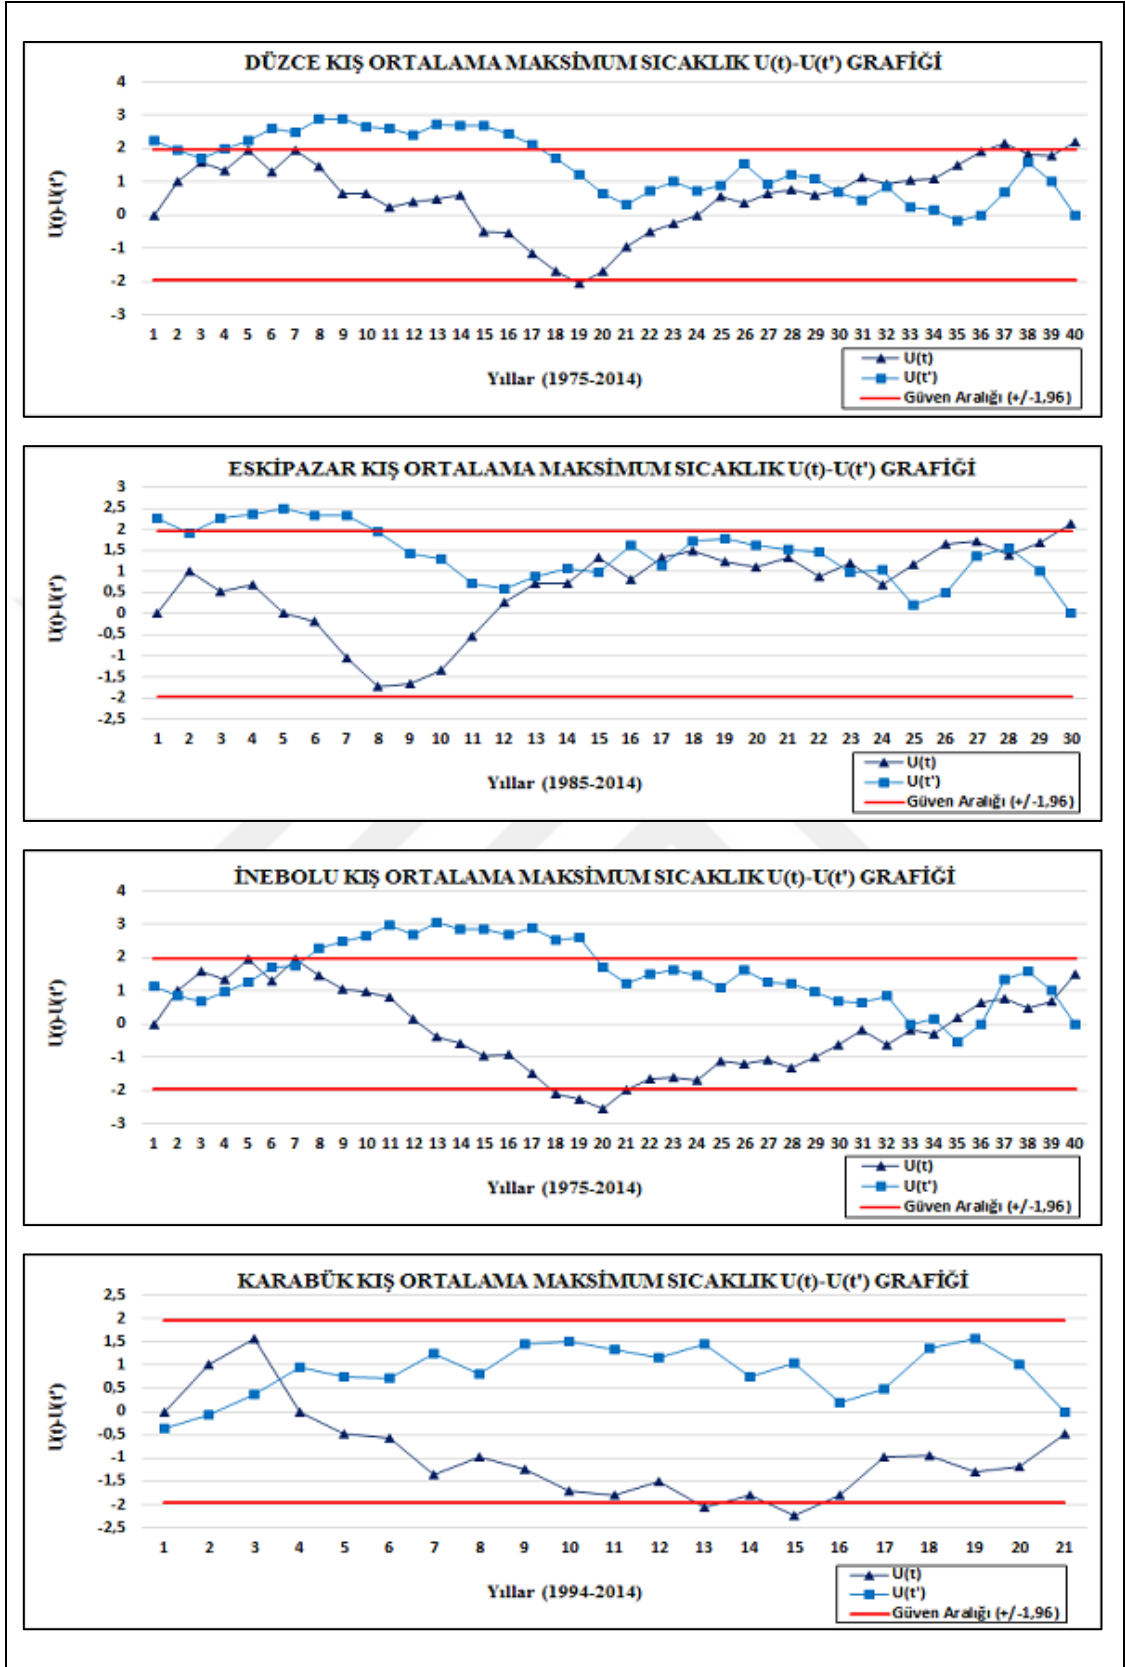 DÜZCE KIŞ ORTALAMA MAKSİMUM SICAKLIK U(t)-U(t') GRAFİĞİ
4
3
2
1
0
-1
-2
-3
U(t)-U(t')
1 2 3 4 5 6 7 8 9 10 11 12 13 14 15 16 17 18 19 20 21 22 23 24 25 26 27 28 29 30 31 32 33 34 35 36 37 38 39 40
Yıllar (1975-2014)
U(t)
U(t')
Güven Aralığı (+/-1,96)
ESKİPAZAR KIŞ ORTALAMA MAKSİMUM SICAKLIK U(t)-U(t') GRAFİĞİ
3
2,5
2
1,5
1
0,5
0
-0,5
-1
-1,5
-2
-2,5
U(t)-U(t')
1 2 3 4 5 6 7 8 9 10 11 12 13 14 15 16 17 18 19 20 21 22 23 24 25 26 27 28 29 30
Yıllar (1985-2014)
U(t)
U(t')
Güven Aralığı (+/-1,96)
İNEBOLU KIŞ ORTALAMA MAKSİMUM SICAKLIK U(t)-U(t') GRAFİĞİ
4
3
2
1
0
-1
-2
-3
U(t)-U(t')
1 2 3 4 5 6 7 8 9 10 11 12 13 14 15 16 17 18 19 20 21 22 23 24 25 26 27 28 29 30 31 32 33 34 35 36 37 38 39 40
Yıllar (1975-2014)
U(t)
U(t')
Güven Aralığı (+/-1,96)
KARABÜK KIŞ ORTALAMA MAKSİMUM SICAKLIK U(t)-U(t') GRAFİĞİ
2,5
2
1,5
1
0,5
0
-0,5
-1
-1,5
-2
-2,5
U(t)-U(t')
1 2 3 4 5 6 7 8 9 10 11 12 13 14 15 16 17 18 19 20 21
Yıllar (1994-2014)
U(t)
U(t')
Güven Aralığı (+/-1,96)